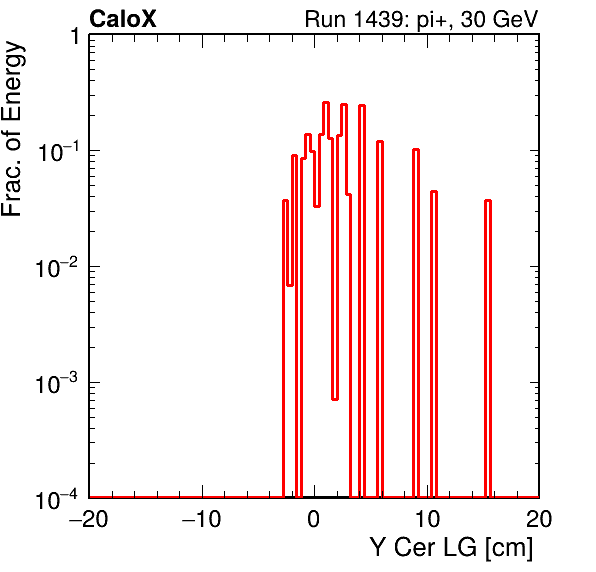 CaloX Run 1439: pi+, 30 GeV
Frac. of Energy
1
10⁻¹
10⁻²
10⁻³
10⁻⁴
−20 −10 0 10 20
Y Cer LG [cm]